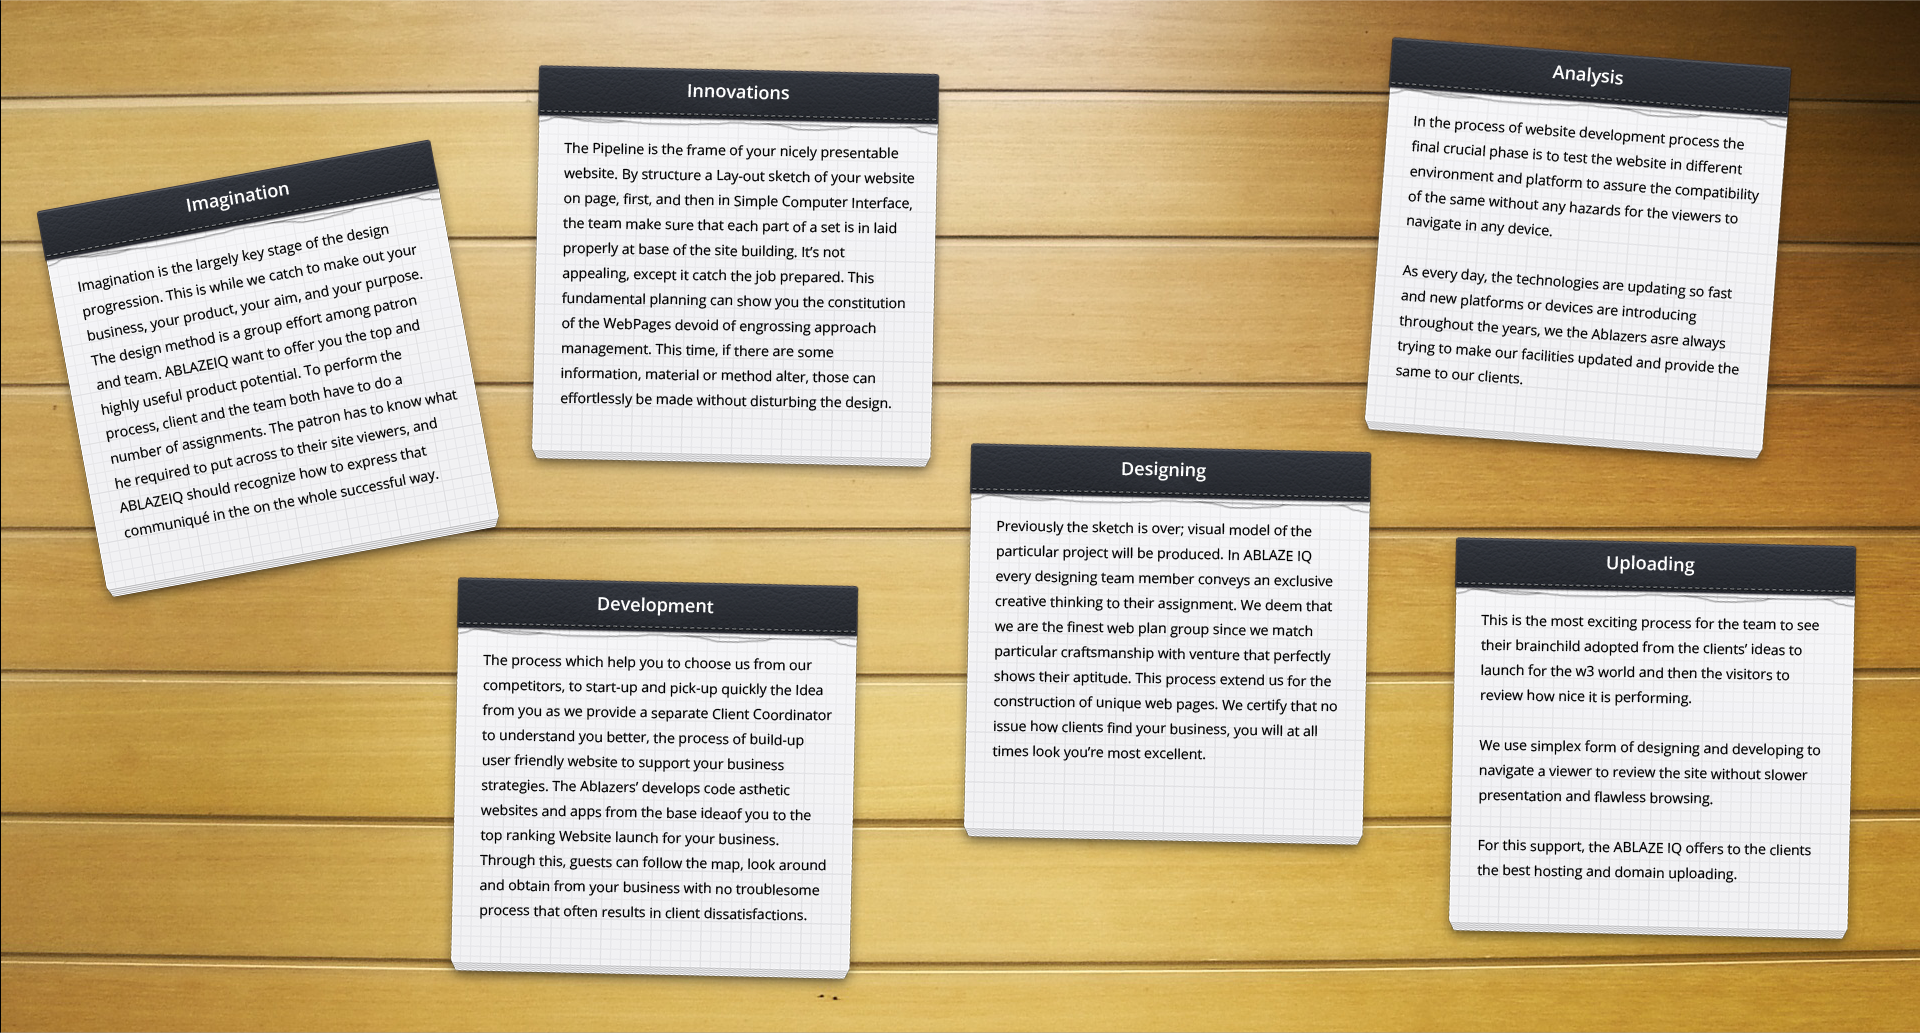 Imagination
Imagination is the largely key stage of the design
progression. This is while we catch to make out your
business, your product, your aim, and your purpose.
The design method is a group effort among patron
and team. ABLAZEIQ want to offer you the top and
highly useful product potential. To perform the
process, client and the team both have to do a
number of assignments. The patron has to know what
he required to put across to their site viewers, and
ABLAZEIQ should recognize how to express that
communiqué in the on the whole successful way.
Innovations
The Pipeline is the frame of your nicely presentable
website. By structure a Lay-out sketch of your website
on page, first, and then in Simple Computer Interface,
the team make sure that each part of a set is in laid
properly at base of the site building. It’s not
appealing, except it catch the job prepared. This
fundamental planning can show you the constitution
of the WebPages devoid of engrossing approach
management. This time, if there are some
information, material or method alter, those can
effortlessly be made without disturbing the design.
Development
The process which help you to choose us from our
competitors, to start-up and pick-up quickly the Idea
from you as we provide a separate Client Coordinator
to understand you better, the process of build-up
user friendly website to support your business
strategies. The Ablazers’ develops code asthetic
websites and apps from the base ideaof you to the
top ranking Website launch for your business.
Through this, guests can follow the map, look around
and obtain from your business with no troublesome
process that often results in client dissatisfactions.
Designing
Previously the sketch is over; visual model of the
particular project will be produced. In ABLAZE IQ
every designing team member conveys an exclusive
creative thinking to their assignment. We deem that
we are the finest web plan group since we match
particular craftsmanship with venture that perfectly
shows their aptitude. This process extend us for the
construction of unique web pages. We certify that no
issue how clients find your business, you will at all
times look you’re most excellent.
Analysis
In the process of website development process the
final crucial phase is to test the website in different
environment and platform to assure the compatibility
of the same without any hazards for the viewers to
navigate in any device.
As every day, the technologies are updating so fast
and new platforms or devices are introducing
throughout the years, we the Ablazers asre always
trying to make our facilities updated and provide the
same to our clients.
Uploading
This is the most exciting process for the team to see
their brainchild adopted from the clients’ ideas to
launch for the w3 world and then the visitors to
review how nice it is performing.
We use simplex form of designing and developing to
navigate a viewer to review the site without slower
presentation and flawless browsing.
For this support, the ABLAZE IQ offers to the clients
the best hosting and domain uploading.